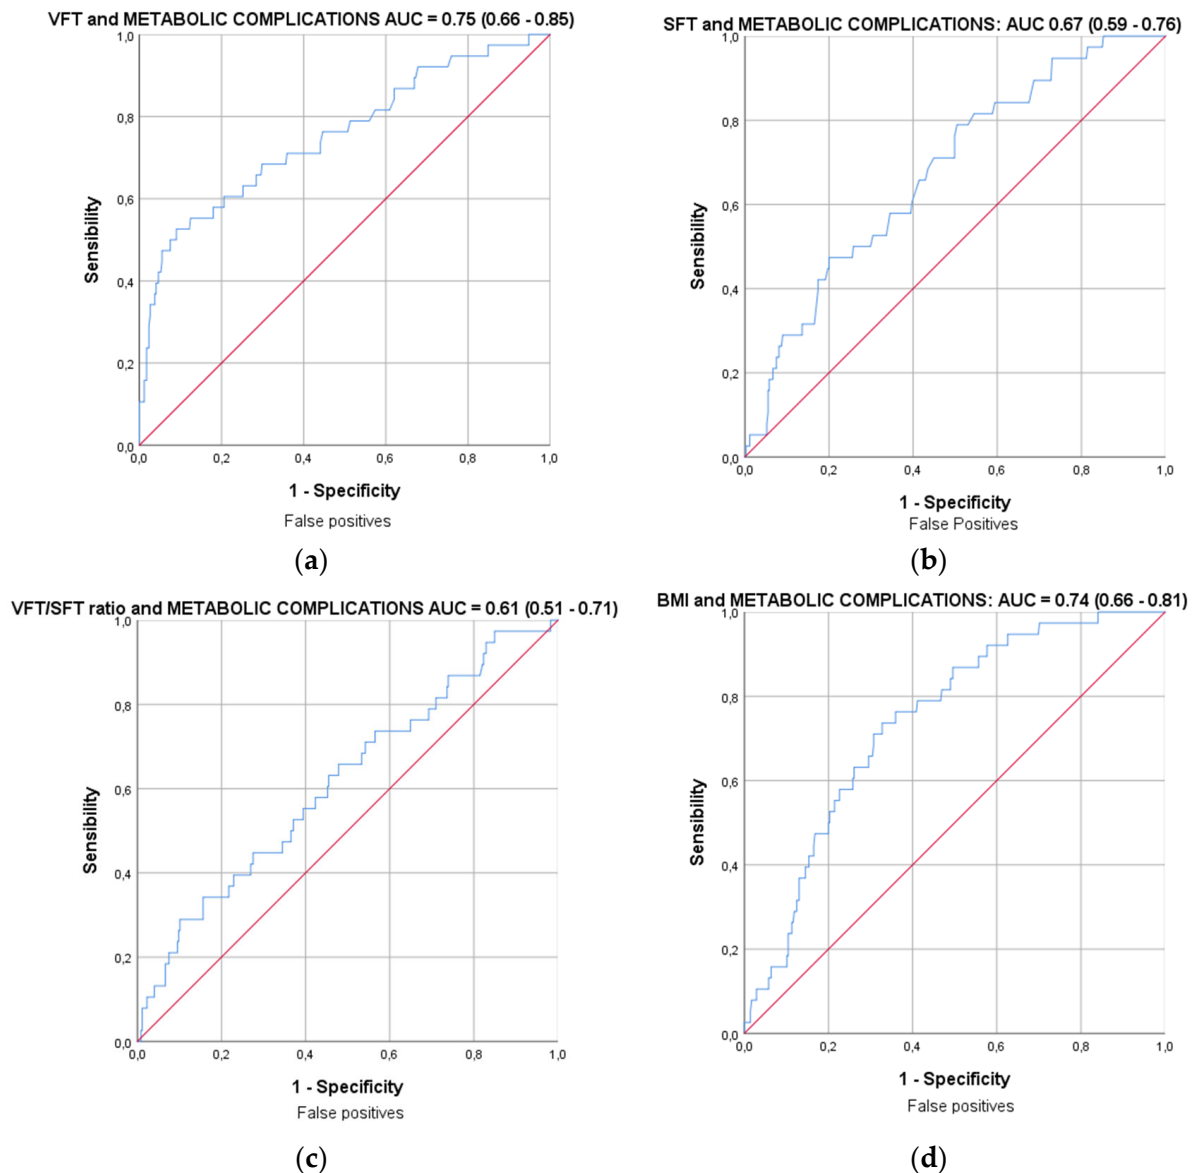 VFT and METABOLIC COMPLICATIONS AUC = 0.75 (0.66 - 0.85)
1,0
0,8
0,6
0,4
0,2
0,0
Sensibility
0,0 0,2 0,4 0,6 0,8 1,0
1 - Specificity
False positives
(a)
SFT and METABOLIC COMPLICATIONS: AUC 0.67 (0.59 - 0.76)
1,0
0,8
0,6
0,4
0,2
0,0
Sensibility
0,0 0,2 0,4 0,6 0,8 1,0
1 - Specificity
False Positives
(b)
VFT/SFT ratio and METABOLIC COMPLICATIONS AUC = 0.61 (0.51 - 0.71)
1,0
0,8
0,6
0,4
0,2
0,0
Sensibility
0,0 0,2 0,4 0,6 0,8 1,0
1 - Specificity
False positives
(c)
BMI and METABOLIC COMPLICATIONS: AUC = 0.74 (0.66 - 0.81)
1,0
0,8
0,6
0,4
0,2
0,0
Sensibility
0,0 0,2 0,4 0,6 0,8 1,0
1 - Specificity
False positives
(d)